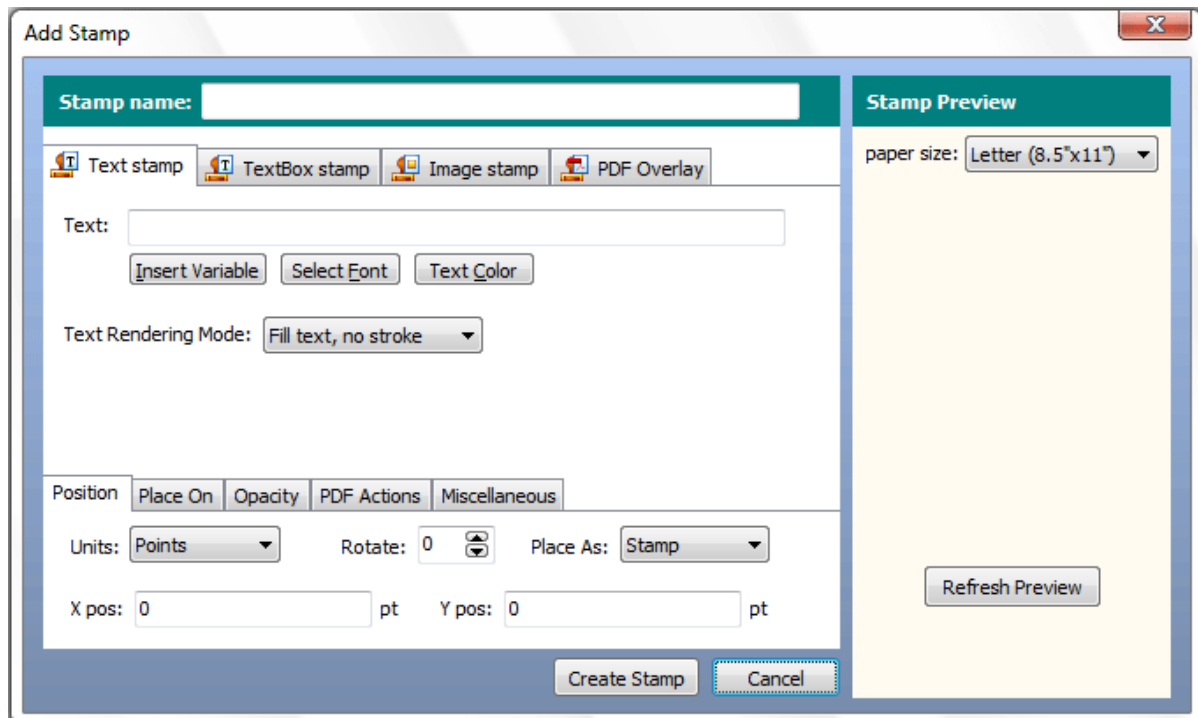 Add Stamp
Stamp name:
Stamp Preview
Text stamp TextBox stamp Image stamp PDF Overlay
paper size: Letter (8.5"x11")
Text:
Insert Variable Select Font Text Color
Text Rendering Mode: Fill text, no stroke
Position Place On Opacity PDF Actions Miscellaneous
Units: Points Rotate: 0 Place As: Stamp
Refresh Preview
X pos: 0 pt Y pos: 0 pt
Create Stamp Cancel